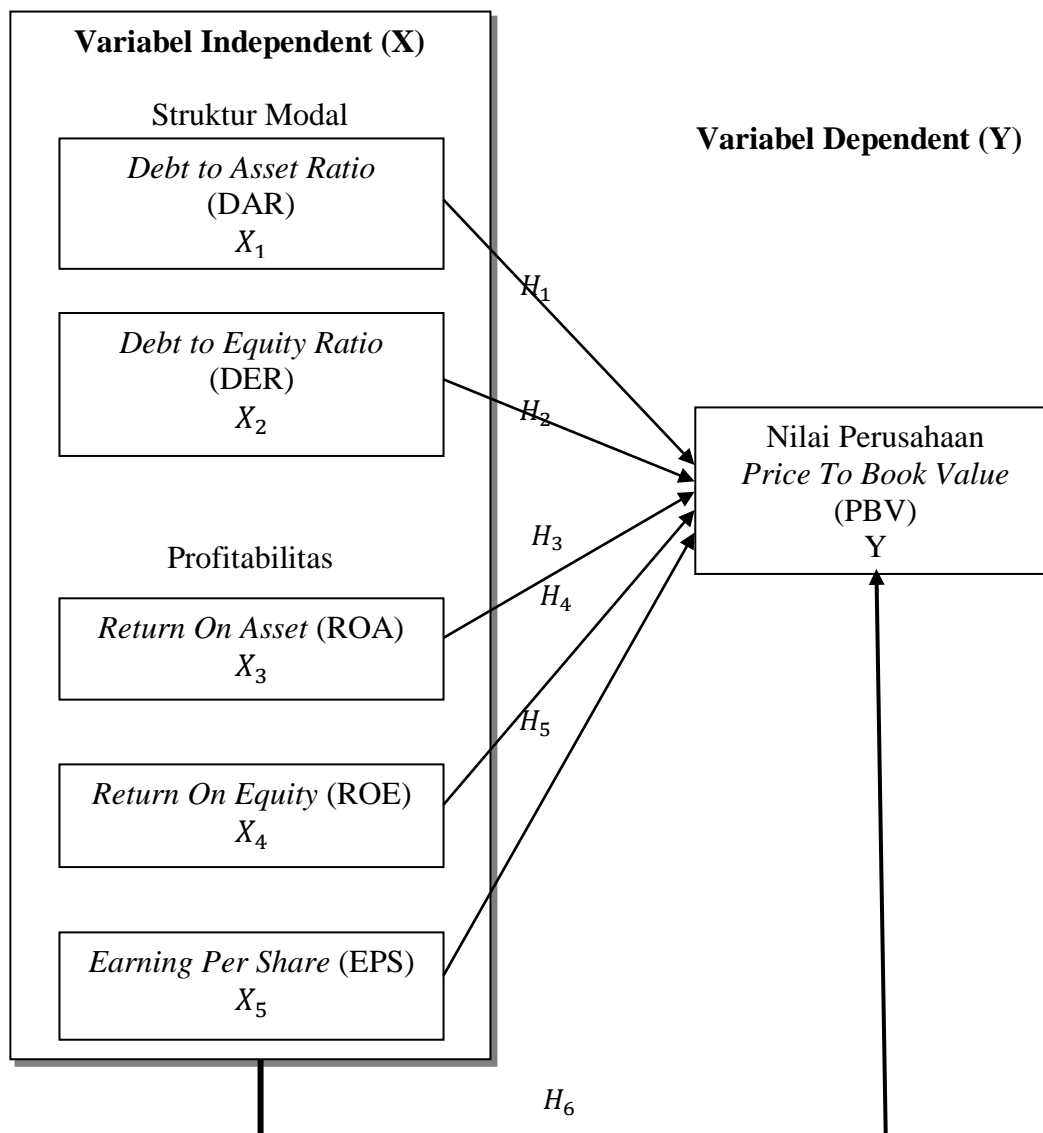 Variabel Independent (X)
Struktur Modal
Debt to Asset Ratio
(DAR)
X₁
Debt to Equity Ratio
(DER)
X₂
Profitabilitas
Return On Asset (ROA)
X₃
Return On Equity (ROE)
X₄
Earning Per Share (EPS)
X₅
H₁
H₂
H₃
H₄
H₅
H₆
Variabel Dependent (Y)
Nilai Perusahaan
Price To Book Value
(PBV)
Y